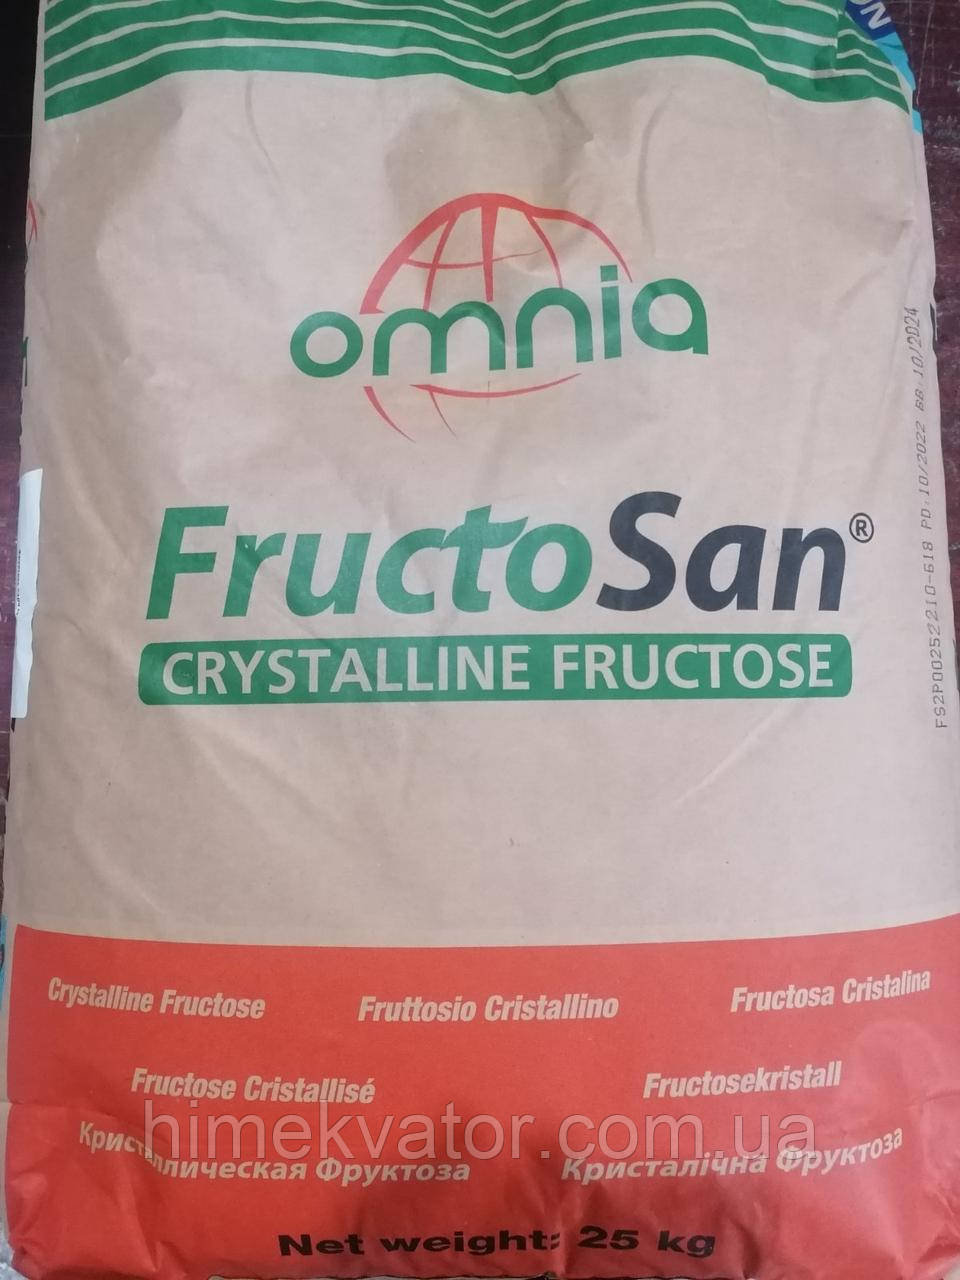 omnia
FructoSan®
CRYSTALLINE FRUCTOSE
FS2P00252210-618 PD:10/2022 BB:10/2024
Crystalline Fructose
Fruttosio Cristallino
Fructosa Cristalina
Fructose Cristallisé
Fructosekristall
himekvator.com.ua
Кристаллическая Фруктоза
Кристалічна Фруктоза
Net weight: 25 kg